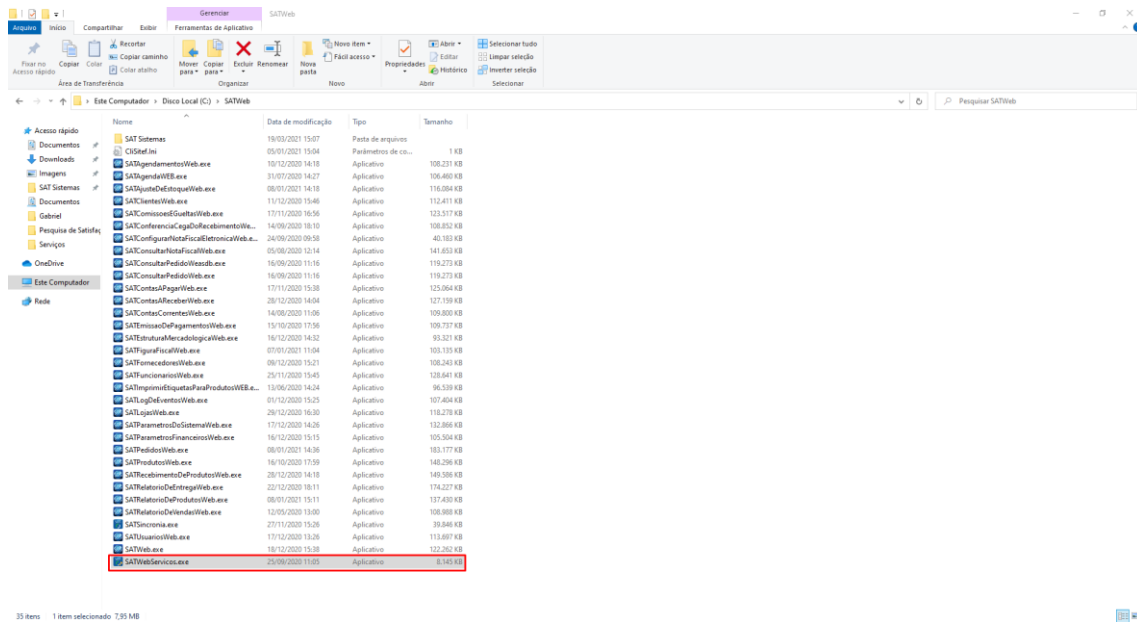 Gerenciar
SATWeb
Arquivo Início Compartilhar Exibir Ferramentas de Aplicativo
Fixar no Acesso rápido
Copiar
Colar
Recortar
Copiar caminho
Colar atalho
Área de Transferência
Mover para
Copiar para
Excluir
Renomear
Organizar
Nova pasta
Novo item
Fácil acesso
Novo
Propriedades
Abrir
Editar
Histórico
Abrir
Selecionar tudo
Limpar seleção
Inverter seleção
Selecionar
Este Computador › Disco Local (C:) › SATWeb
Pesquisar SATWeb
Acesso rápido
Documentos
Downloads
Imagens
SAT Sistemas
Documentos
Gabriel
Pesquisa de Satisfaç
Serviços
OneDrive
Este Computador
Rede
Nome Data de modificação Tipo Tamanho
SAT Sistemas 19/03/2021 15:07 Pasta de arquivos
CliSitef.Ini 05/01/2021 15:04 Parâmetros de co... 1 KB
SATAgendamentosWeb.exe 10/12/2020 14:18 Aplicativo 108.231 KB
SATAgendaWEB.exe 31/07/2020 14:27 Aplicativo 106.460 KB
SATAjusteDeEstoqueWeb.exe 08/01/2021 14:18 Aplicativo 116.084 KB
SATClientesWeb.exe 11/12/2020 15:46 Aplicativo 112.411 KB
SATComissoesEGueltasWeb.exe 17/11/2020 16:56 Aplicativo 123.517 KB
SATConferenciaCegaDoRecebimentoWe... 14/09/2020 18:10 Aplicativo 108.852 KB
SATConfigurarNotaFiscalEletronicaWeb.e... 24/09/2020 09:58 Aplicativo 40.183 KB
SATConsultarNotaFiscalWeb.exe 05/08/2020 12:14 Aplicativo 141.653 KB
SATConsultarPedidoWeasdb.exe 16/09/2020 11:16 Aplicativo 119.273 KB
SATConsultarPedidoWeb.exe 16/09/2020 11:16 Aplicativo 119.273 KB
SATContasAPagarWeb.exe 17/11/2020 15:38 Aplicativo 125.064 KB
SATContasAReceberWeb.exe 28/12/2020 14:04 Aplicativo 127.159 KB
SATContasCorrentesWeb.exe 14/08/2020 11:06 Aplicativo 109.800 KB
SATEmissaoDePagamentosWeb.exe 15/10/2020 17:56 Aplicativo 109.737 KB
SATEstruturaMercadologicaWeb.exe 16/12/2020 14:32 Aplicativo 93.321 KB
SATFiguraFiscalWeb.exe 07/01/2021 11:04 Aplicativo 103.135 KB
SATFornecedoresWeb.exe 09/12/2020 15:21 Aplicativo 108.243 KB
SATFuncionariosWeb.exe 25/11/2020 15:45 Aplicativo 128.641 KB
SATImprimirEtiquetasParaProdutosWEB.e... 13/06/2020 14:24 Aplicativo 96.539 KB
SATLogDeEventosWeb.exe 01/12/2020 15:25 Aplicativo 107.404 KB
SATLojasWeb.exe 29/12/2020 16:30 Aplicativo 118.278 KB
SATParametrosDoSistemaWeb.exe 17/12/2020 14:26 Aplicativo 132.866 KB
SATParametrosFinanceirosWeb.exe 16/12/2020 15:15 Aplicativo 105.504 KB
SATPedidosWeb.exe 08/01/2021 14:36 Aplicativo 183.177 KB
SATProdutosWeb.exe 16/10/2020 17:59 Aplicativo 148.296 KB
SATRecebimentoDeProdutosWeb.exe 28/12/2020 14:18 Aplicativo 149.586 KB
SATRelatorioDeEntregaWeb.exe 22/12/2020 18:11 Aplicativo 174.227 KB
SATRelatorioDeProdutosWeb.exe 08/01/2021 15:11 Aplicativo 137.430 KB
SATRelatorioDeVendasWeb.exe 12/05/2020 13:00 Aplicativo 108.988 KB
SATSincronia.exe 27/11/2020 15:26 Aplicativo 39.846 KB
SATUsuariosWeb.exe 17/12/2020 13:26 Aplicativo 113.697 KB
SATWeb.exe 18/12/2020 15:38 Aplicativo 122.262 KB
SATWebServicos.exe 25/09/2020 11:05 Aplicativo 8.145 KB
35 itens 1 item selecionado 7,95 MB